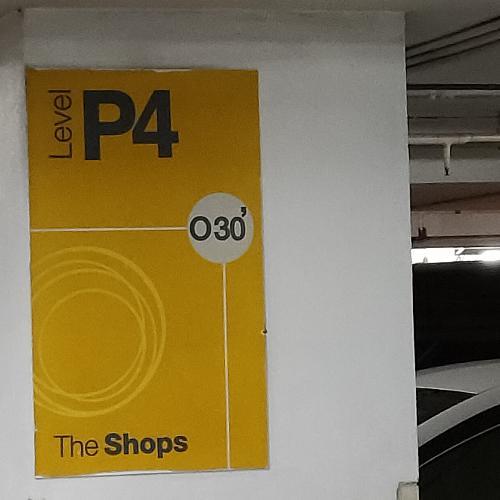 Level P4
O30'
The Shops